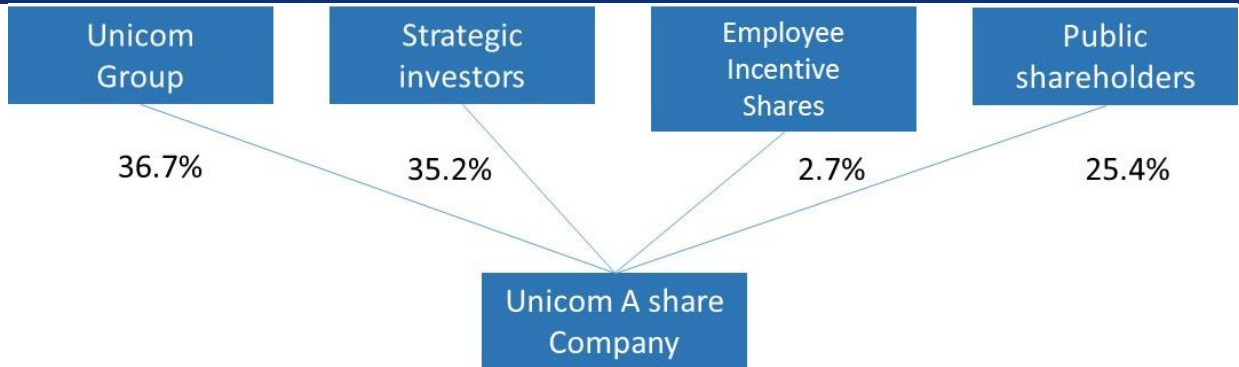 Unicom
Group
Strategic
investors
Employee
Incentive
Shares
Public
shareholders
36.7%
35.2%
2.7%
25.4%
Unicom A share
Company